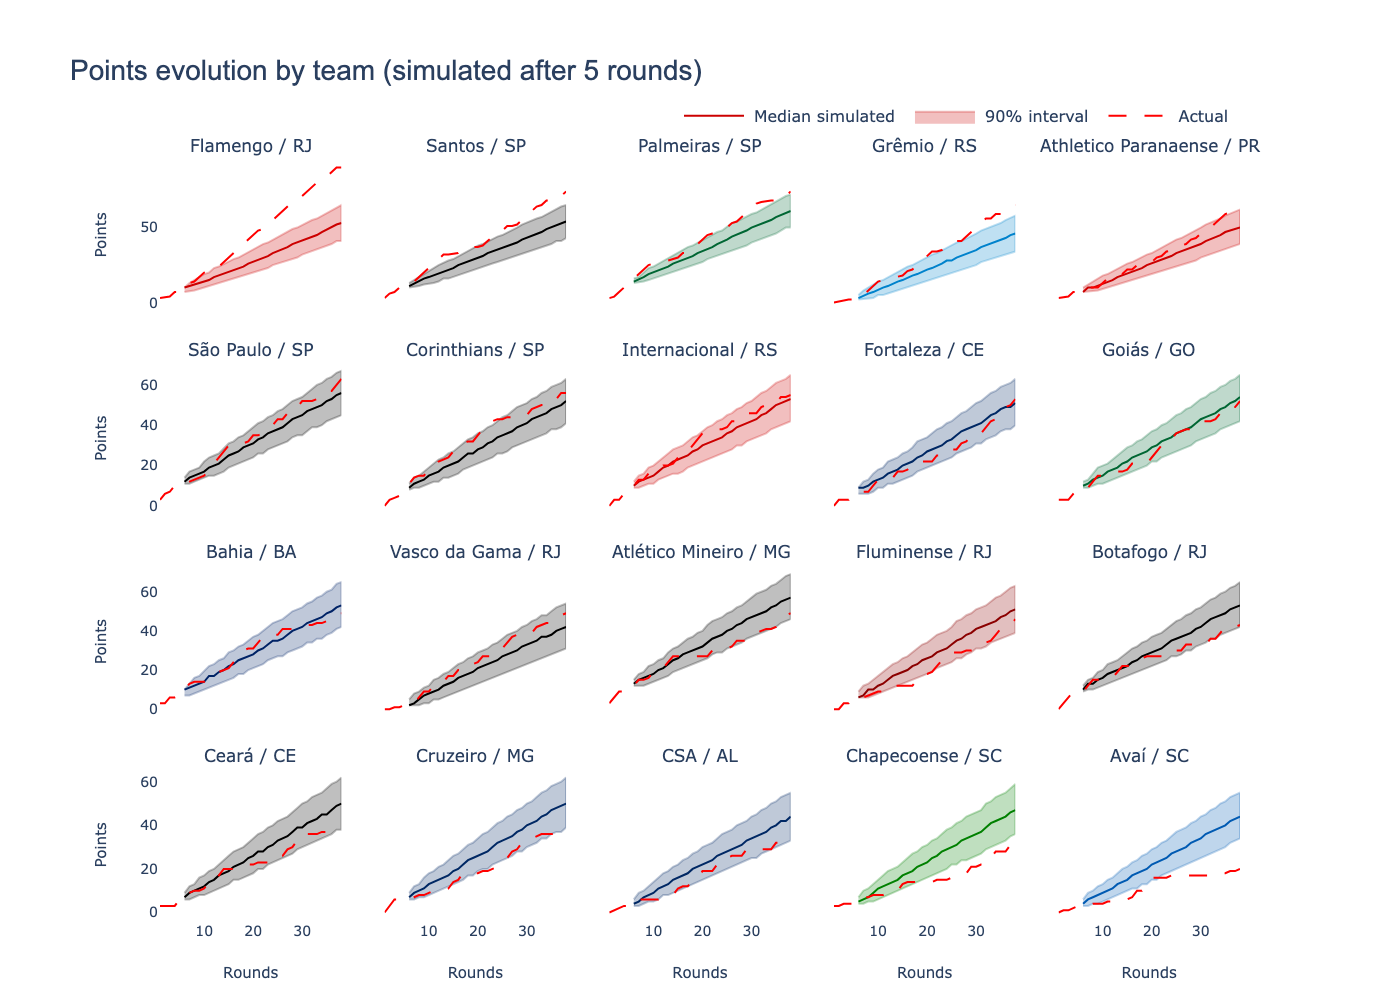 Points evolution by team (simulated after 5 rounds)
Median simulated 90% interval Actual
Flamengo / RJ Santos / SP Palmeiras / SP Grêmio / RS Athletico Paranaense / PR
Points
50
0
São Paulo / SP Corinthians / SP Internacional / RS Fortaleza / CE Goiás / GO
Points
60
40
20
0
Bahia / BA Vasco da Gama / RJ Atlético Mineiro / MG Fluminense / RJ Botafogo / RJ
Points
60
40
20
0
Ceará / CE Cruzeiro / MG CSA / AL Chapecoense / SC Avaí / SC
Points
60
40
20
0
10 20 30 10 20 30 10 20 30 10 20 30 10 20 30
Rounds Rounds Rounds Rounds Rounds